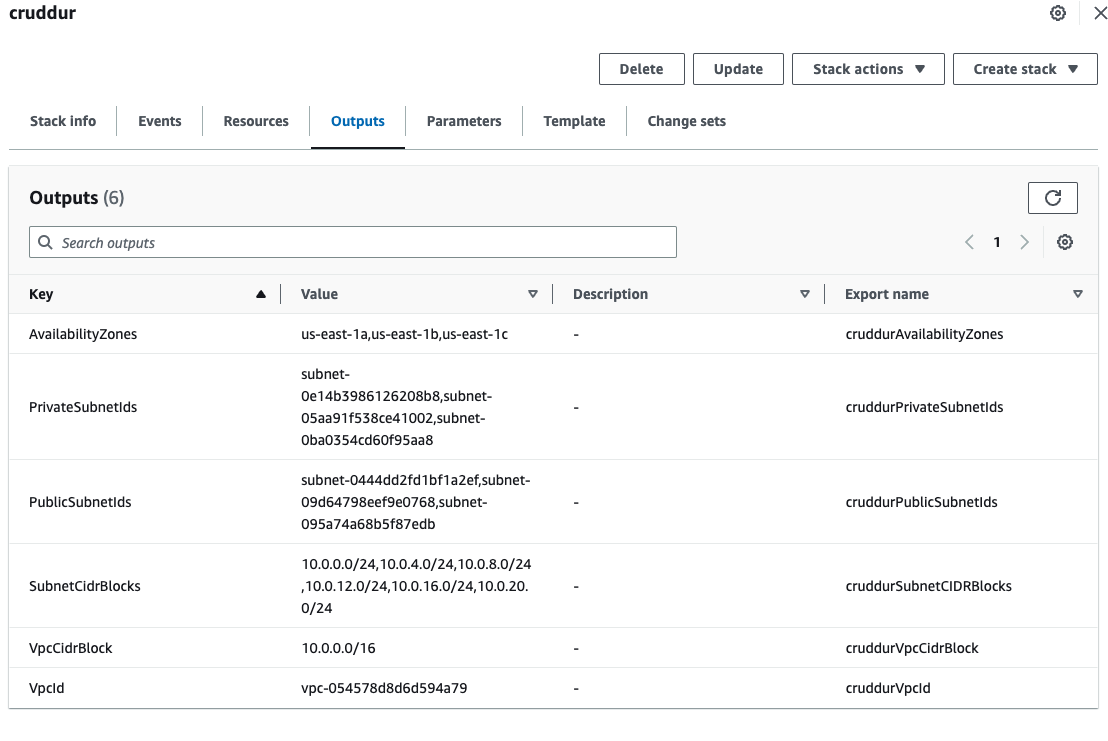 cruddur
Delete
Update
Stack actions
Create stack
Stack info
Events
Resources
Outputs
Parameters
Template
Change sets
Outputs (6)
Search outputs
1
Key
Value
Description
Export name
AvailabilityZones
us-east-1a,us-east-1b,us-east-1c
-
cruddurAvailabilityZones
PrivateSubnetIds
subnet-
0e14b3986126208b8,subnet-
05aa91f538ce41002,subnet-
0ba0354cd60f95aa8
-
cruddurPrivateSubnetIds
PublicSubnetIds
subnet-0444dd2fd1bf1a2ef,subnet-
09d64798eef9e0768,subnet-
095a74a68b5f87edb
-
cruddurPublicSubnetIds
SubnetCidrBlocks
10.0.0.0/24,10.0.4.0/24,10.0.8.0/24
,10.0.12.0/24,10.0.16.0/24,10.0.20.
0/24
-
cruddurSubnetCIDRBlocks
VpcCidrBlock
10.0.0.0/16
-
cruddurVpcCidrBlock
VpcId
vpc-054578d8d6d594a79
-
cruddurVpcId